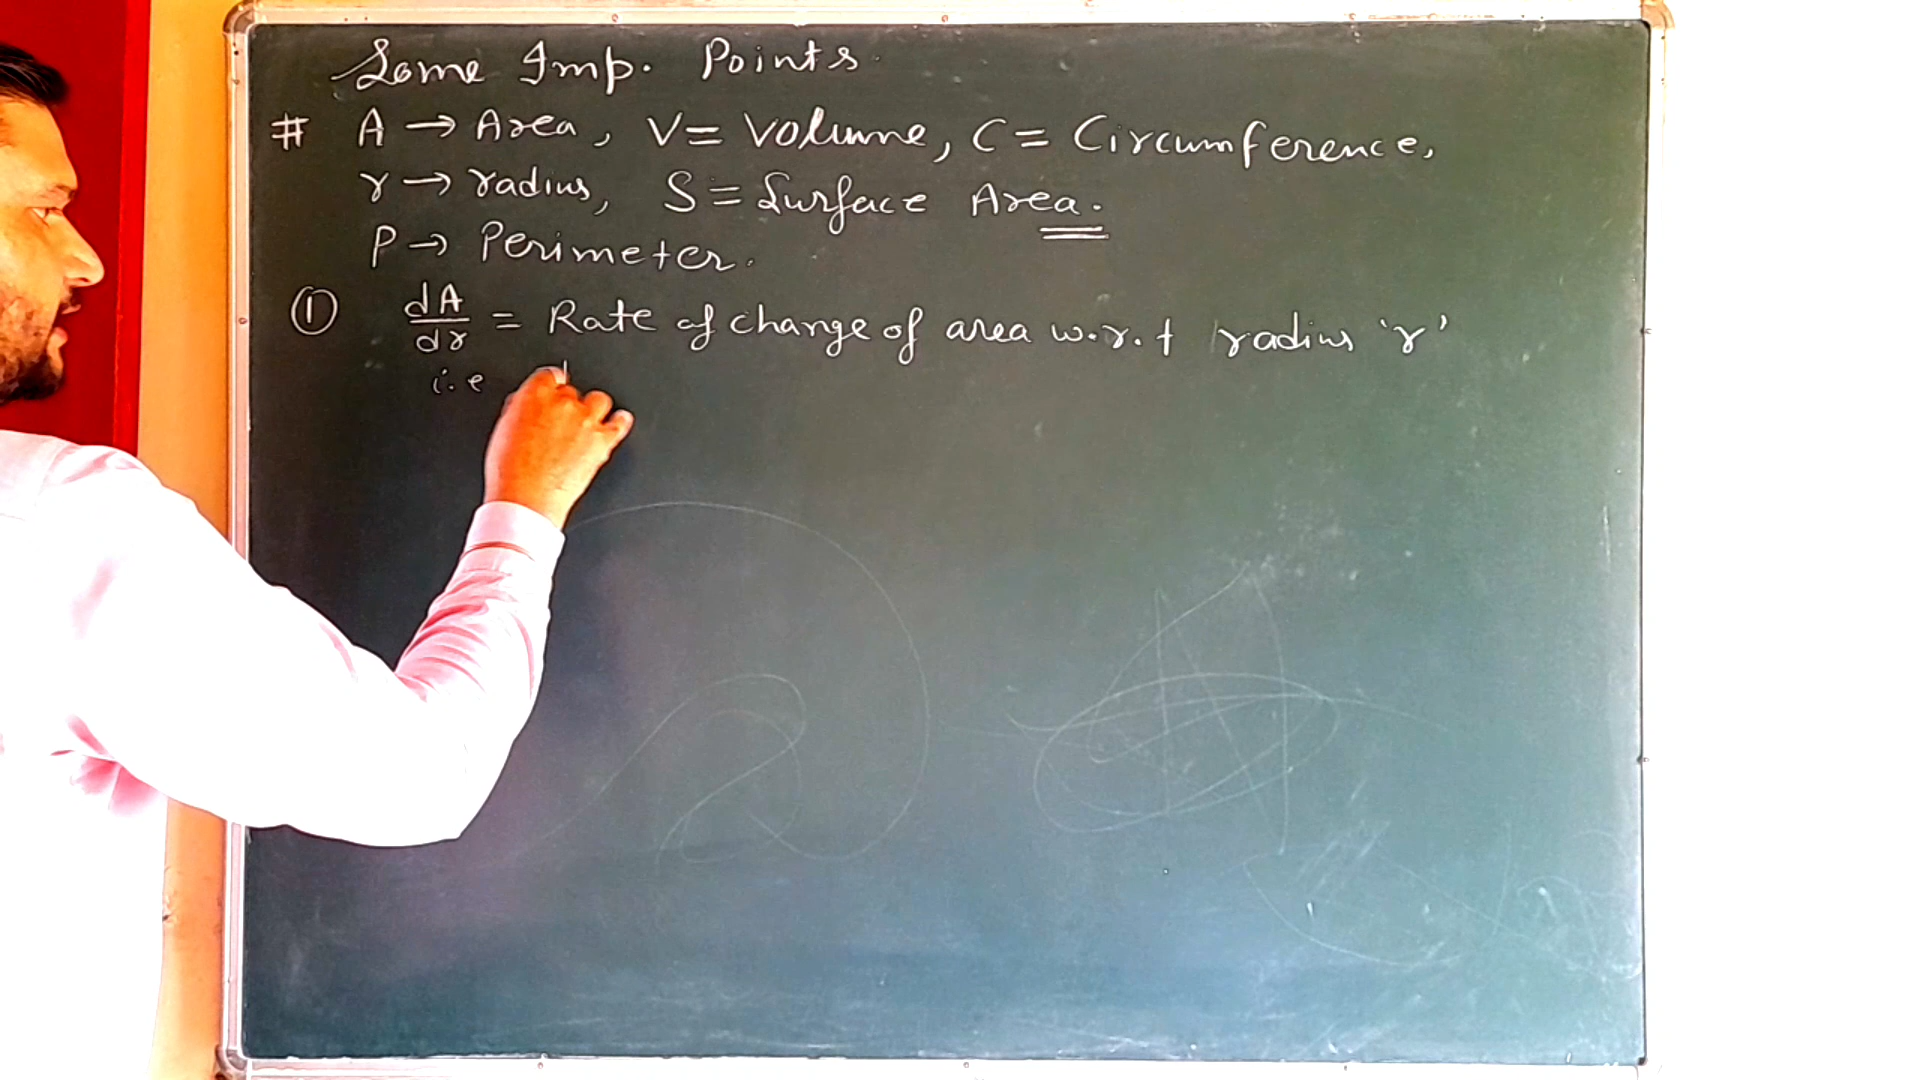 Some Imp. Points.
# A → Area, V = Volume, C = Circumference,
r → radius, S = Surface Area.
P → Perimeter.
① dA/dr = Rate of change of area w.r.t radius 'r'
i.e